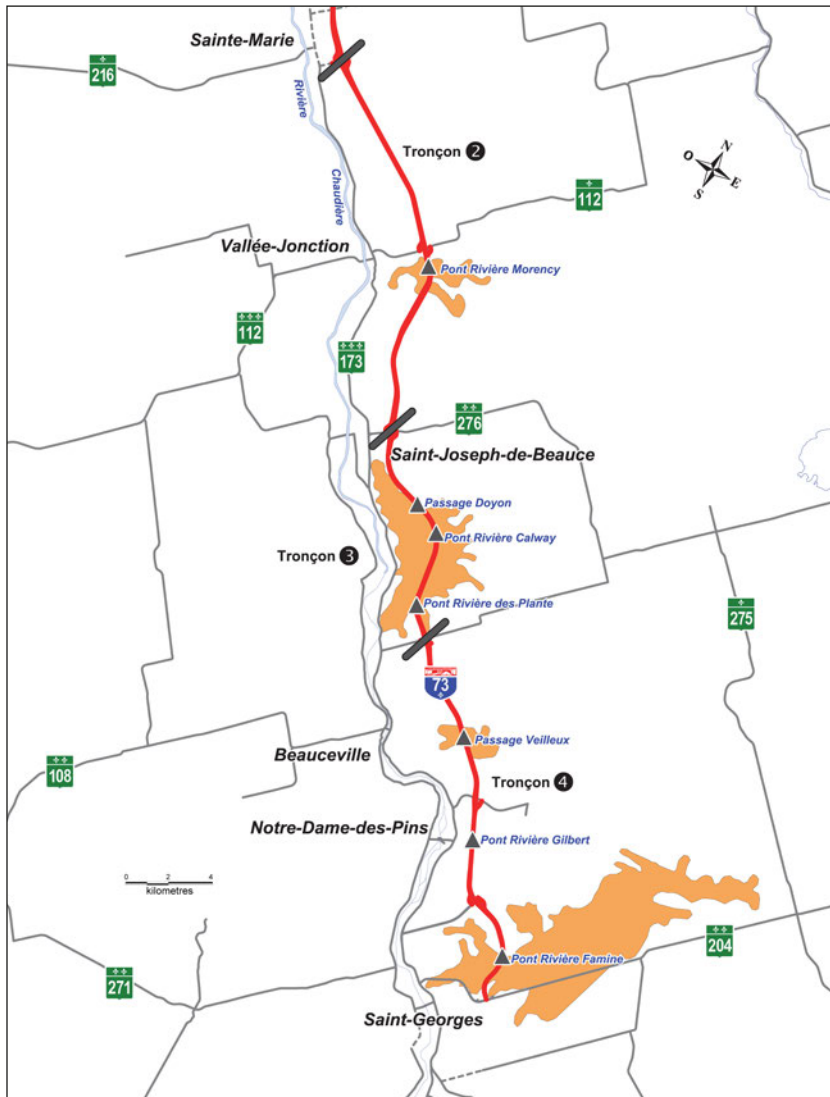 Sainte-Marie
216
Rivière
Chaudière
Tronçon 2
N
O
E
S
112
Vallée-Jonction
Pont Rivière Morency
112
173
276
Saint-Joseph-de-Beauce
Passage Doyon
Pont Rivière Calway
Tronçon 3
Pont Rivière des Plante
275
73
Passage Veilleux
Beauceville
108
Tronçon 4
Notre-Dame-des-Pins
Pont Rivière Gilbert
0 2 4
kilometres
204
Pont Rivière Famine
271
Saint-Georges